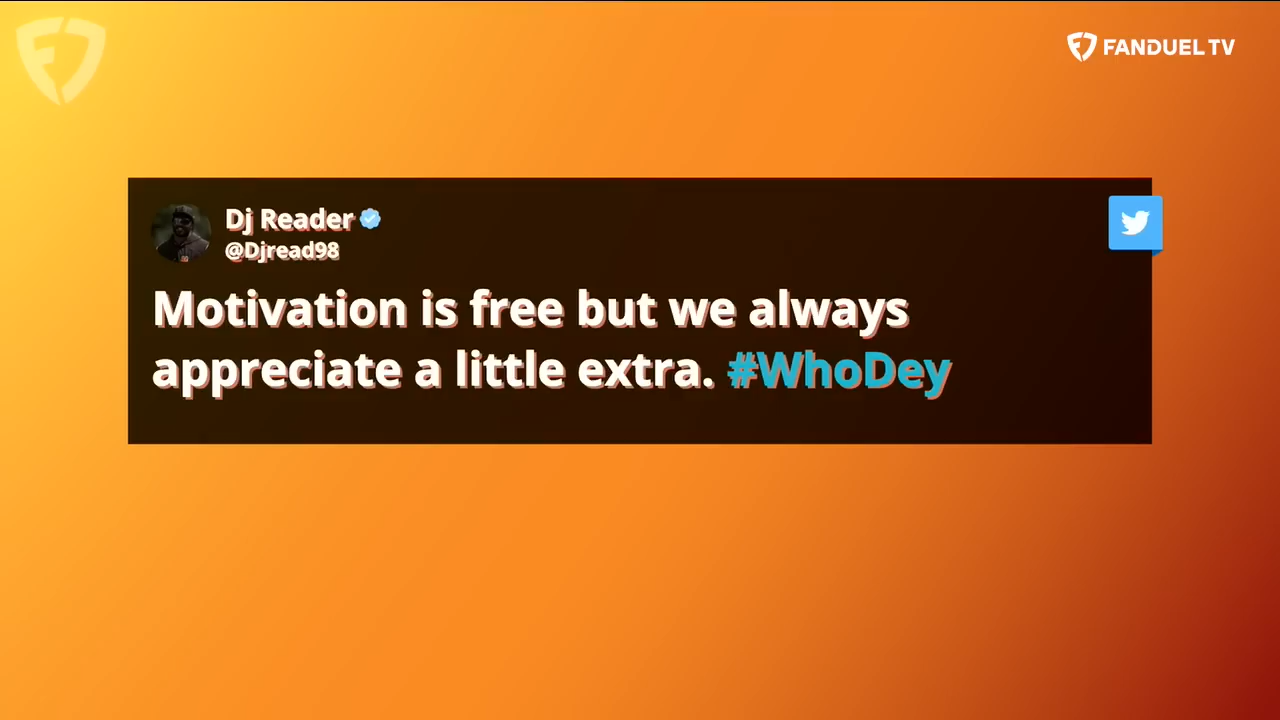 FANDUEL TV
Dj Reader
@Djread98
Motivation is free but we always
appreciate a little extra. #WhoDey